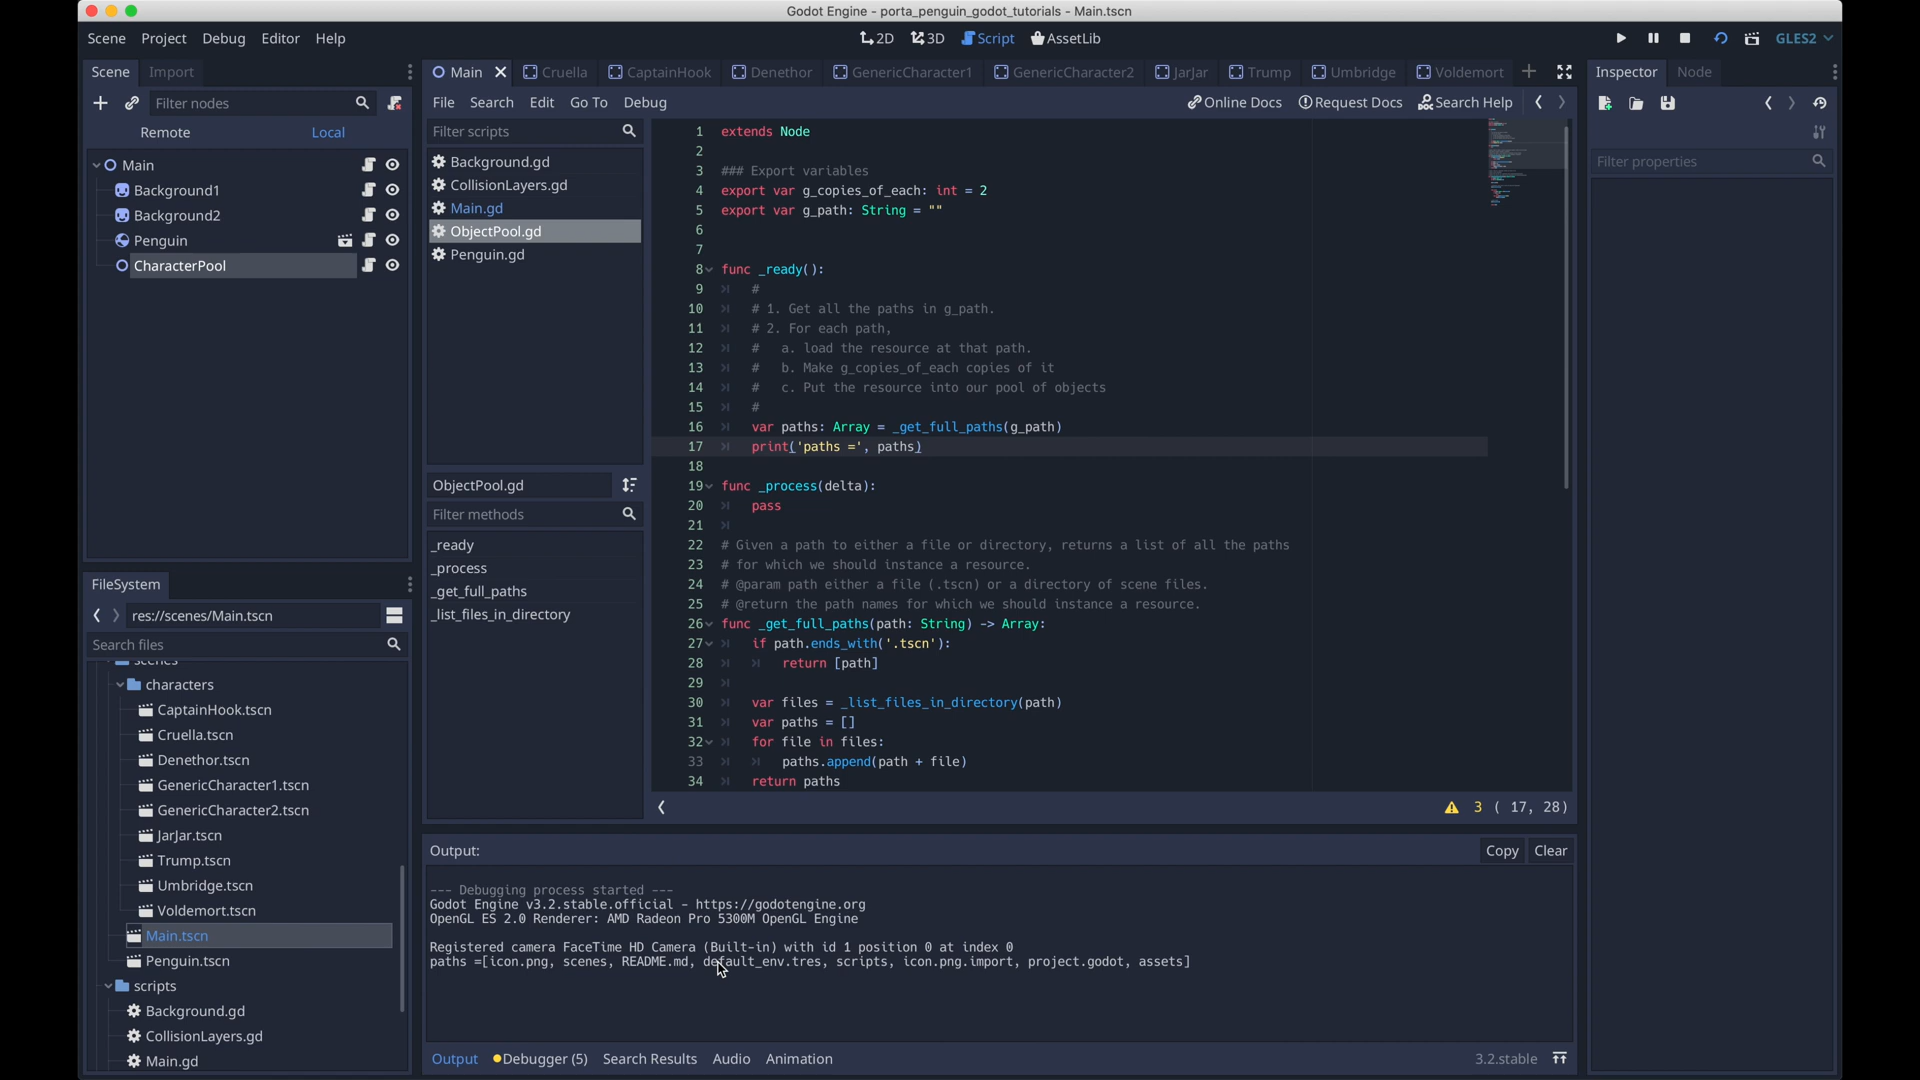 Godot Engine - porta_penguin_godot_tutorials - Main.tscn
Scene Project Debug Editor Help
2D 3D Script AssetLib
GLES2
Scene Import
Filter nodes
Remote Local
Main
Background1
Background2
Penguin
CharacterPool
FileSystem
res://scenes/Main.tscn
Search files
scenes
characters
CaptainHook.tscn
Cruella.tscn
Denethor.tscn
GenericCharacter1.tscn
GenericCharacter2.tscn
JarJar.tscn
Trump.tscn
Umbridge.tscn
Voldemort.tscn
Main.tscn
Penguin.tscn
scripts
Background.gd
CollisionLayers.gd
Main.gd
Main Cruella CaptainHook Denethor GenericCharacter1 GenericCharacter2 JarJar Trump Umbridge Voldemort
File Search Edit Go To Debug
Online Docs Request Docs Search Help
Filter scripts
Background.gd
CollisionLayers.gd
Main.gd
ObjectPool.gd
Penguin.gd
ObjectPool.gd
Filter methods
_ready
_process
_get_full_paths
_list_files_in_directory
1 extends Node
2
3 ### Export variables
4 export var g_copies_of_each: int = 2
5 export var g_path: String = ""
6
7
8 func _ready():
9 #
10 # 1. Get all the paths in g_path.
11 # 2. For each path,
12 #   a. load the resource at that path.
13 #   b. Make g_copies_of_each copies of it
14 #   c. Put the resource into our pool of objects
15 #
16 var paths: Array = _get_full_paths(g_path)
17 print('paths =', paths)
18
19 func _process(delta):
20 pass
21
22 # Given a path to either a file or directory, returns a list of all the paths
23 # for which we should instance a resource.
24 # @param path either a file (.tscn) or a directory of scene files.
25 # @return the path names for which we should instance a resource.
26 func _get_full_paths(path: String) -> Array:
27 if path.ends_with('.tscn'):
28 return [path]
29
30 var files = _list_files_in_directory(path)
31 var paths = []
32 for file in files:
33 paths.append(path + file)
34 return paths
3 ( 17, 28)
Output:
Copy Clear
--- Debugging process started ---
Godot Engine v3.2.stable.official - https://godotengine.org
OpenGL ES 2.0 Renderer: AMD Radeon Pro 5300M OpenGL Engine
Registered camera FaceTime HD Camera (Built-in) with id 1 position 0 at index 0
paths =[icon.png, scenes, README.md, default_env.tres, scripts, icon.png.import, project.godot, assets]
Output Debugger (5) Search Results Audio Animation
3.2.stable
Inspector Node
Filter properties